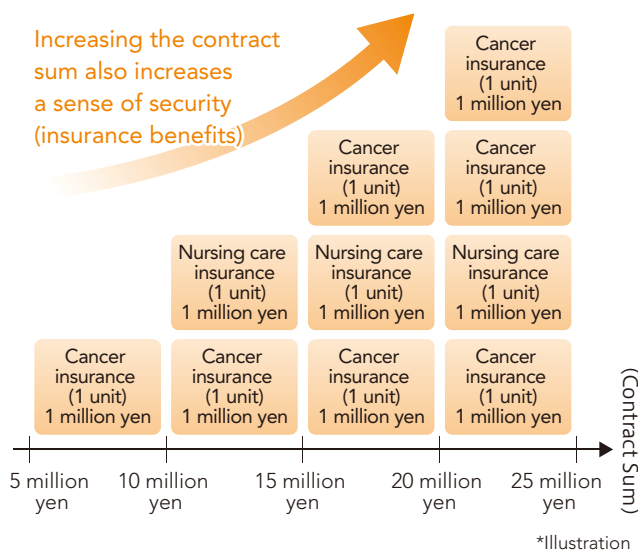 Increasing the contract
sum also increases
a sense of security
(insurance benefits)
Cancer
insurance
(1 unit)
1 million yen
Cancer
insurance
(1 unit)
1 million yen
Cancer
insurance
(1 unit)
1 million yen
Nursing care
insurance
(1 unit)
1 million yen
Nursing care
insurance
(1 unit)
1 million yen
Nursing care
insurance
(1 unit)
1 million yen
Cancer
insurance
(1 unit)
1 million yen
Cancer
insurance
(1 unit)
1 million yen
Cancer
insurance
(1 unit)
1 million yen
Cancer
insurance
(1 unit)
1 million yen
(Contract Sum)
5 million
yen
10 million
yen
15 million
yen
20 million
yen
25 million
yen
*Illustration